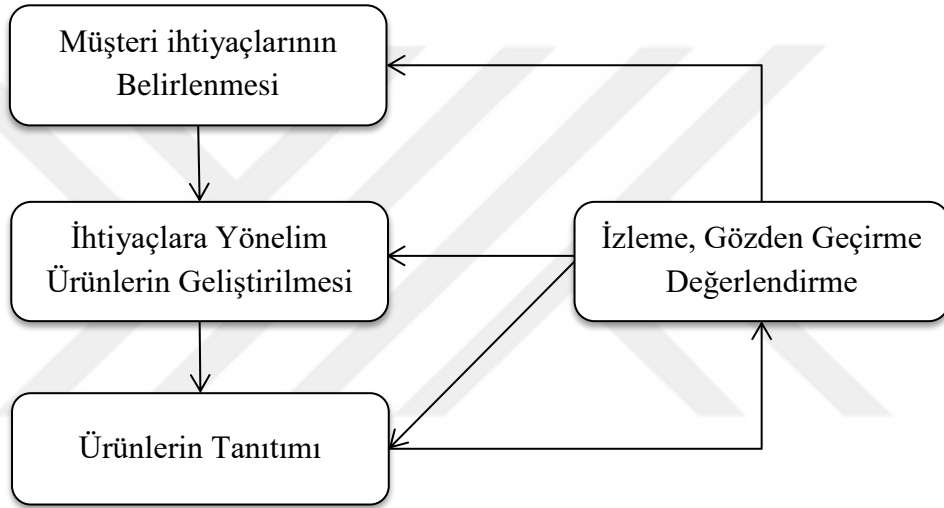 Müşteri ihtiyaçlarının
Belirlenmesi
İhtiyaçlara Yönelim
Ürünlerin Geliştirilmesi
İzleme, Gözden Geçirme
Değerlendirme
Ürünlerin Tanıtımı